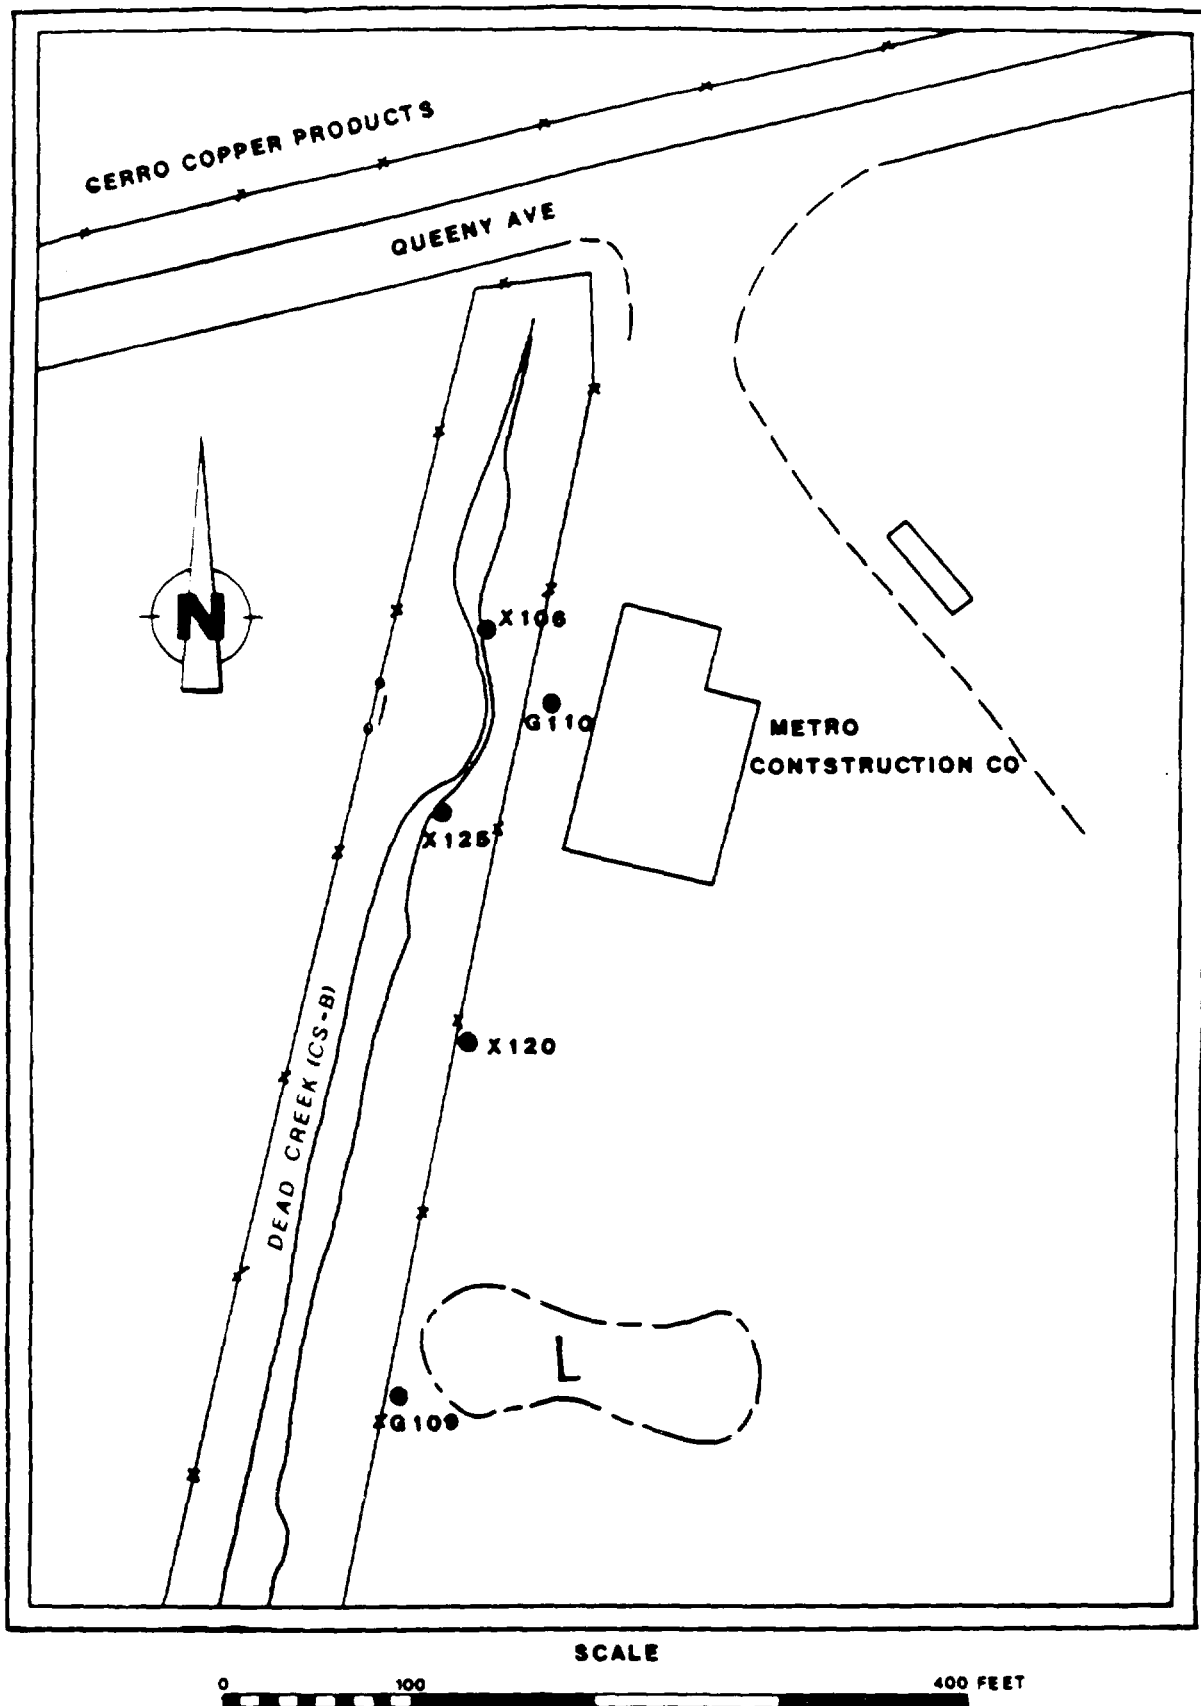 CERRO COPPER PRODUCTS
QUEENY AVE
N
X106
G110
METRO
CONTSTRUCTION CO
X125
DEAD CREEK (CS-B)
X120
L
G109
SCALE
0 100 400 FEET